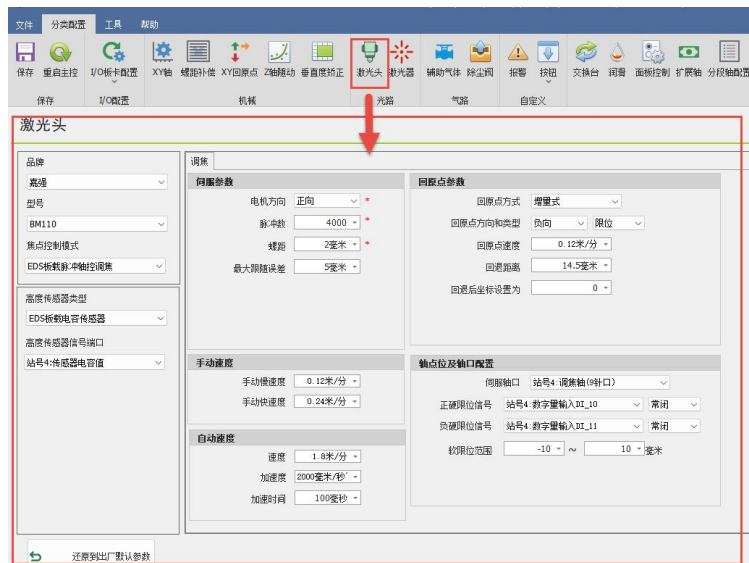 文件 分类配置 工具 帮助
保存 重启主控 I/O板卡配置 XY轴 螺距补偿 XY回原点 Z轴随动 垂直度矫正 激光头 激光器 辅助气体 除尘阀 报警 按钮 交换台 润滑 面板控制 扩展轴 分段轴配置
保存 I/O配置 机械 光路 气路 自定义
激光头
品牌
嘉强
型号
BM110
焦点控制模式
EDS板载脉冲轴控调焦
高度传感器类型
EDS板载电容传感器
高度传感器信号端口
站号4:传感器电容值
还原到出厂默认参数
调焦
伺服参数
电机方向 正向 *
脉冲数 4000 *
螺距 2毫米 *
最大跟随误差 5毫米
手动速度
手动慢速度 0.12米/分
手动快速度 0.24米/分
自动速度
速度 1.8米/分
加速度 2000毫米/秒²
加速时间 100毫秒
回原点参数
回原点方式 增量式
回原点方向和类型 负向 限位
回原点速度 0.12米/分
回退距离 14.5毫米
回退后坐标设置为 0
轴点位及轴口配置
伺服轴口 站号4:调焦轴(9针口)
正硬限位信号 站号4:数字量输入DI_10 常闭
负硬限位信号 站号4:数字量输入DI_11 常闭
软限位范围 -10 ~ 10 毫米